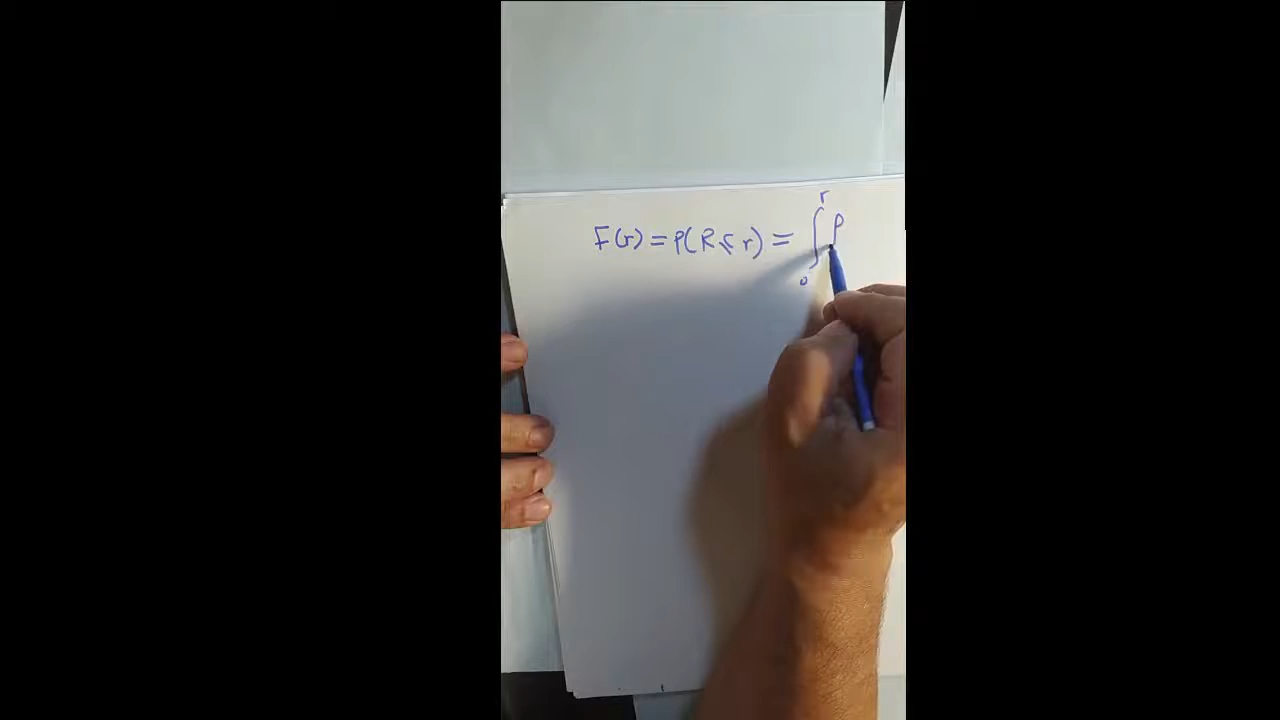 F(r) = P(R ⩽ r) = ∫₀ʳ ρ